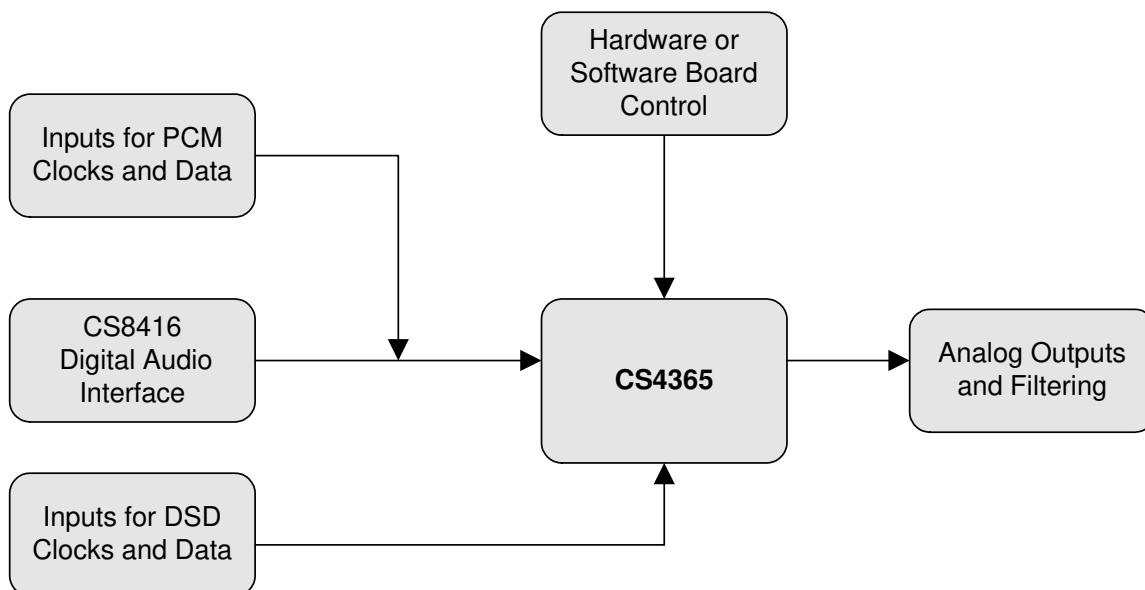 Hardware or
Software Board
Control
Inputs for PCM
Clocks and Data
CS8416
Digital Audio
Interface
CS4365
Analog Outputs
and Filtering
Inputs for DSD
Clocks and Data